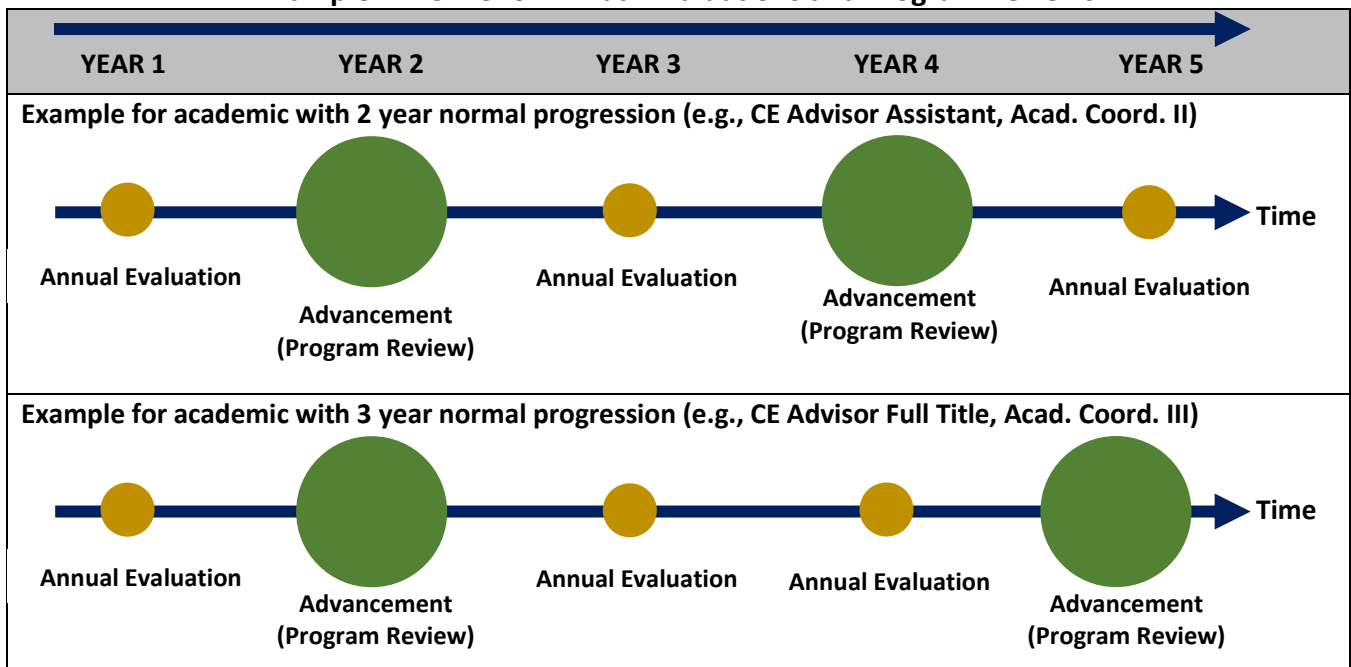 YEAR 1 YEAR 2 YEAR 3 YEAR 4 YEAR 5
Example for academic with 2 year normal progression (e.g., CE Advisor Assistant, Acad. Coord. II)
Time
Annual Evaluation
Advancement
(Program Review)
Annual Evaluation
Advancement
(Program Review)
Annual Evaluation
Example for academic with 3 year normal progression (e.g., CE Advisor Full Title, Acad. Coord. III)
Time
Annual Evaluation
Advancement
(Program Review)
Annual Evaluation
Annual Evaluation
Advancement
(Program Review)